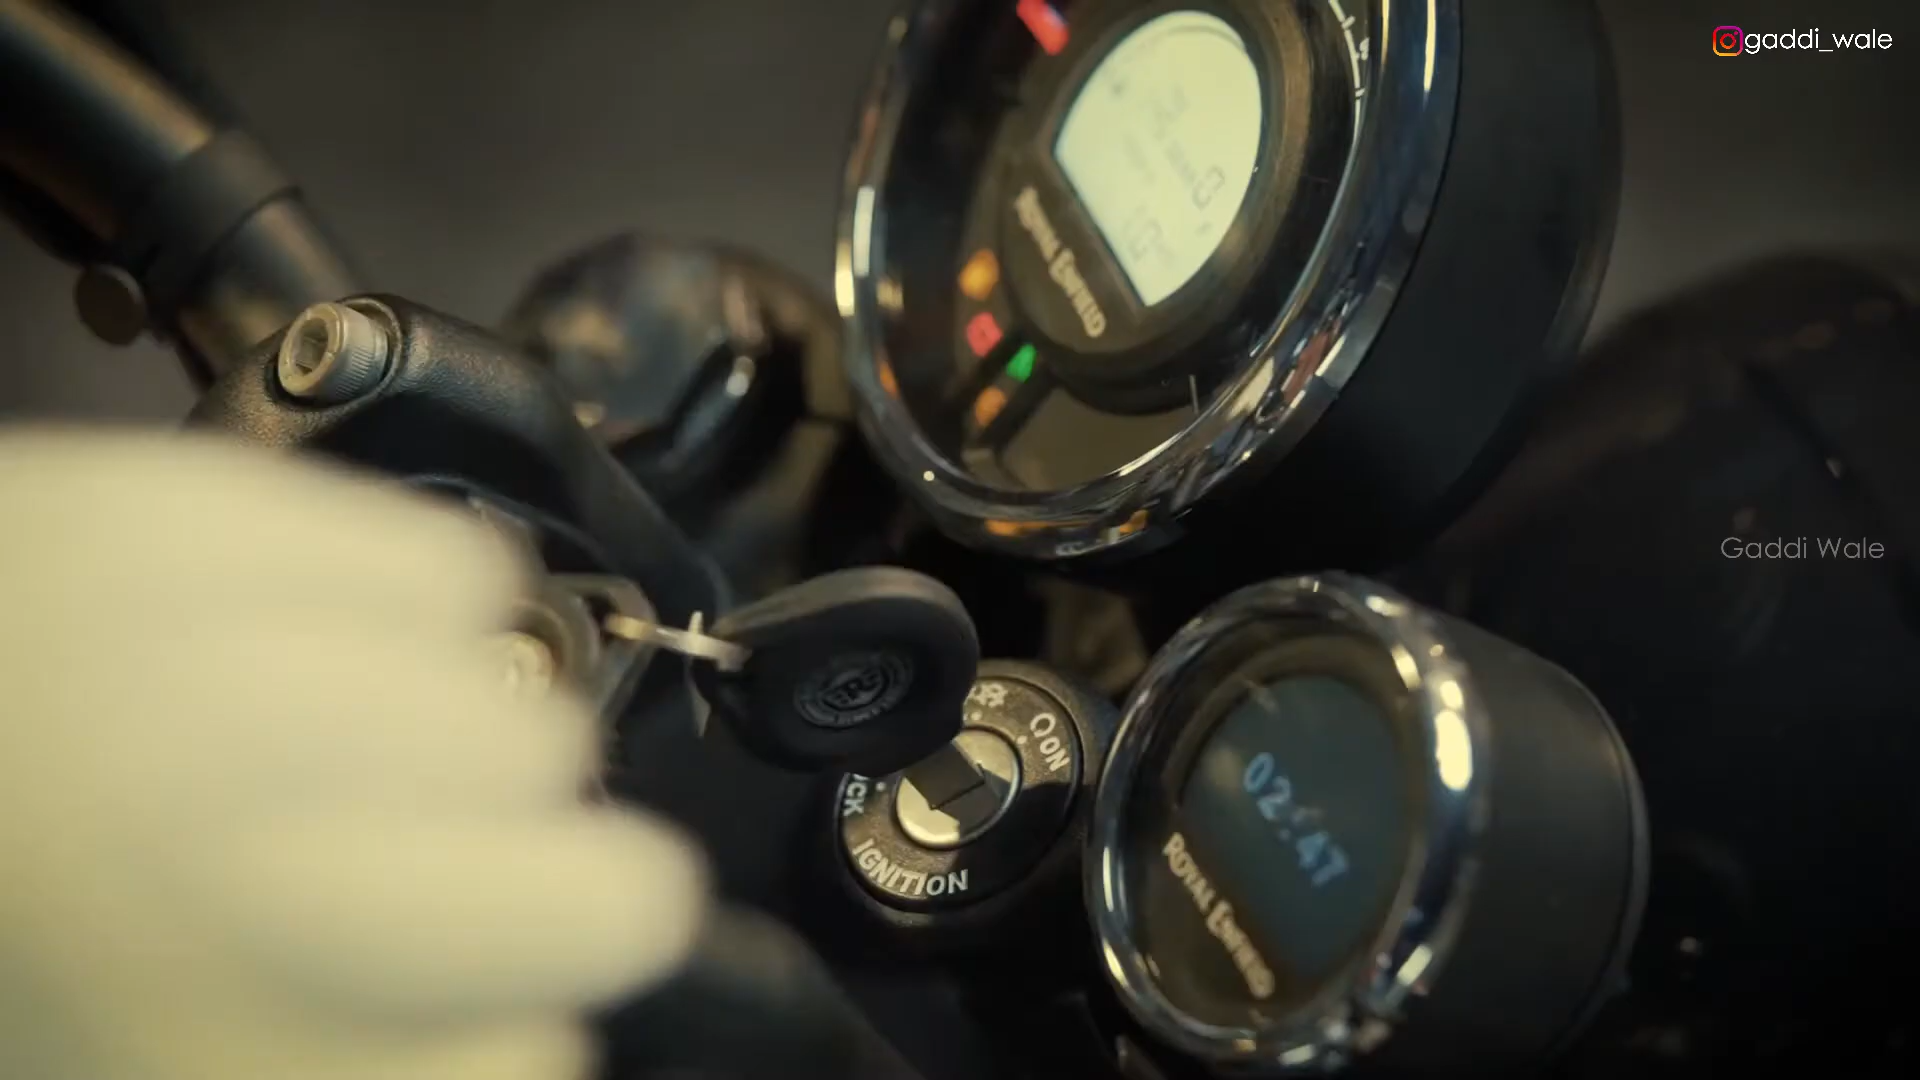 gaddi_wale
ROYAL ENFIELD
Gaddi Wale
ON
IGNITION
02:47
ROYAL ENFIELD